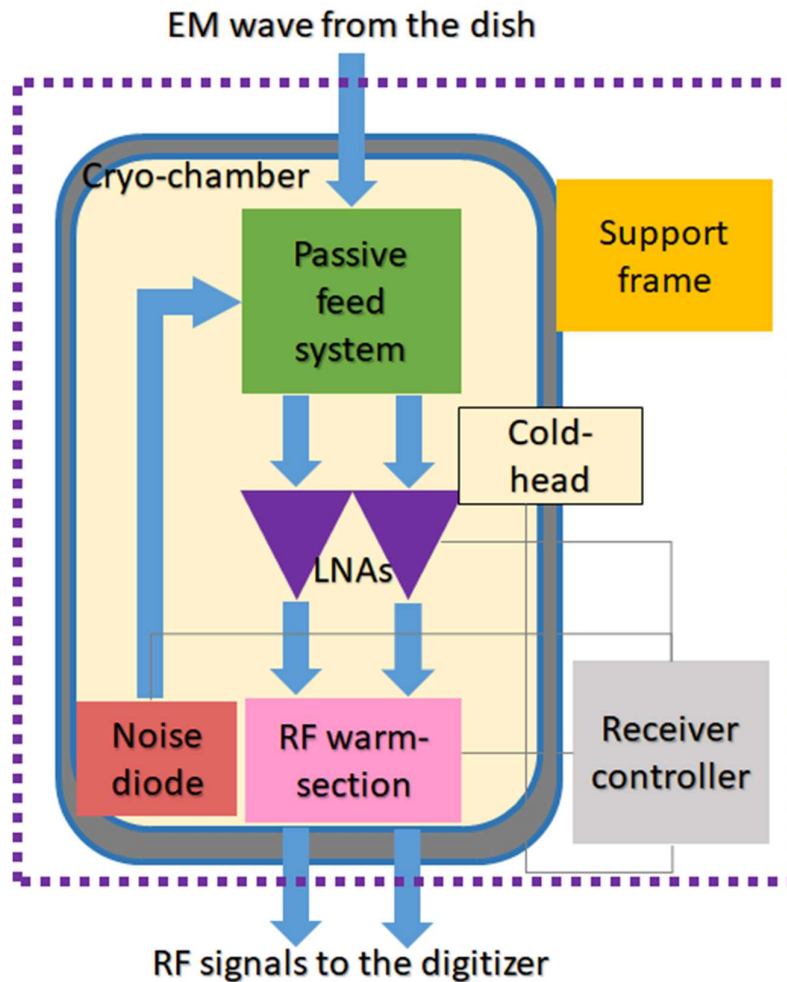 EM wave from the dish
Cryo-chamber
Passive
feed
system
Support
frame
Cold-
head
LNAs
Noise
diode
RF warm-
section
Receiver
controller
RF signals to the digitizer